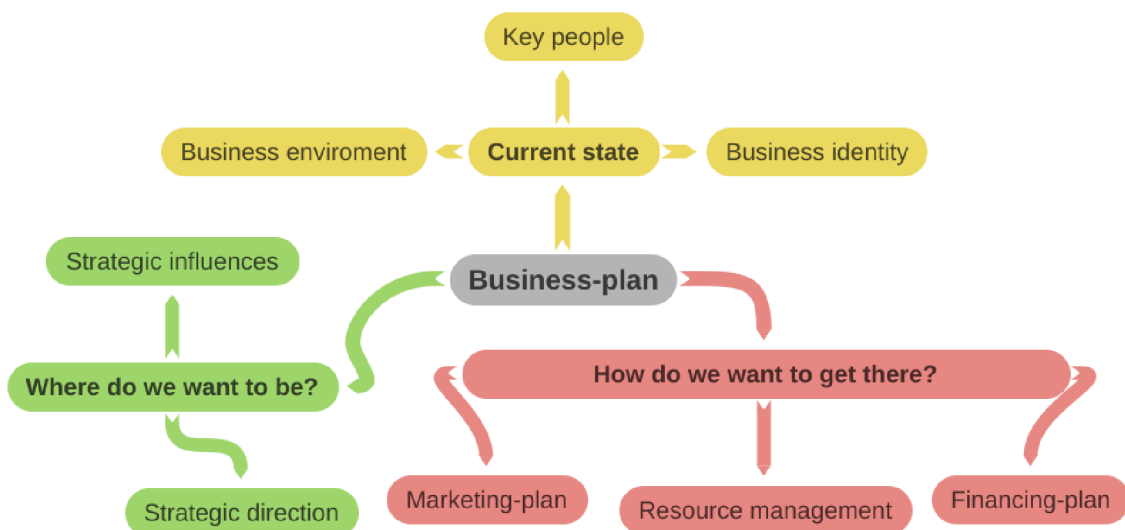 Key people
Business enviroment
Current state
Business identity
Strategic influences
Business-plan
Where do we want to be?
How do we want to get there?
Strategic direction
Marketing-plan
Resource management
Financing-plan